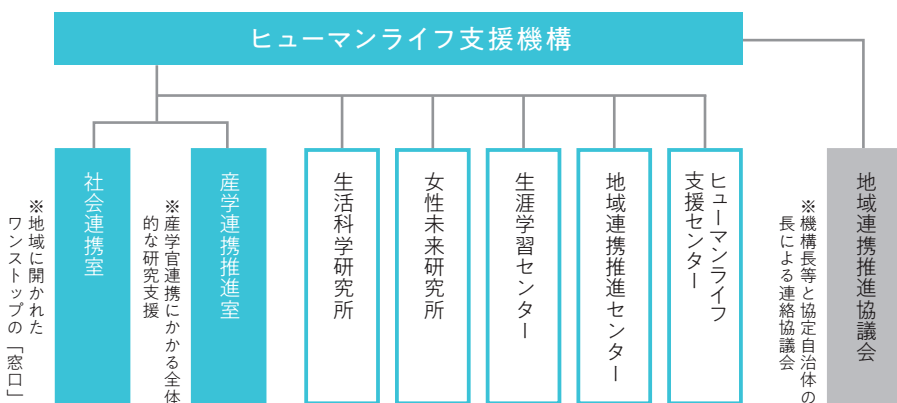 ヒューマンライフ支援機構
社会連携室
※地域に開かれた
ワンストップの「窓口」
産学連携推進室
※産学官連携にかかる全体
的な研究支援
生活科学研究所
女性未来研究所
生涯学習センター
地域連携推進センター
ヒューマンライフ
支援センター
地域連携推進協議会
※機構長等と協定自治体の
長による連絡協議会